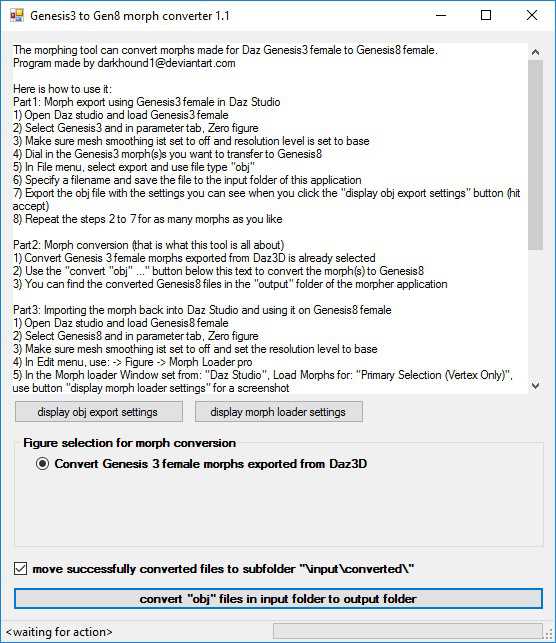 Genesis3 to Gen8 morph converter 1.1
The morphing tool can convert morphs made for Daz Genesis3 female to Genesis8 female.
Program made by darkhound1@deviantart.com
Here is how to use it:
Part1: Morph export using Genesis3 female in Daz Studio
1) Open Daz studio and load Genesis3 female
2) Select Genesis3 and in parameter tab, Zero figure
3) Make sure mesh smoothing ist set to off and resolution level is set to base
4) Dial in the Genesis3 morph(s)s you want to transfer to Genesis8
5) In File menu, select export and use file type "obj"
6) Specify a filename and save the file to the input folder of this application
7) Export the obj file with the settings you can see when you click the "display obj export settings" button (hit
accept)
8) Repeat the steps 2 to 7 for as many morphs as you like
Part2: Morph conversion (that is what this tool is all about)
1) Convert Genesis 3 female morphs exported from Daz3D is already selected
2) Use the "convert "obj" ..." button below this text to convert the morph(s) to Genesis8
3) You can find the converted Genesis8 files in the "output" folder of the morpher application
Part3: Importing the morph back into Daz Studio and using it on Genesis8 female
1) Open Daz studio and load Genesis8 female
2) Select Genesis8 and in parameter tab, Zero figure
3) Make sure mesh smoothing ist set to off and set the resolution level to base
4) In Edit menu, use: -> Figure -> Morph Loader pro
5) In the Morph loader Window set from: "Daz Studio", Load Morphs for: "Primary Selection (Vertex Only)",
use button "display morph loader settings" for a screenshot
display obj export settings
display morph loader settings
Figure selection for morph conversion
Convert Genesis 3 female morphs exported from Daz3D
move successfully converted files to subfolder "\input\converted\"
convert "obj" files in input folder to output folder
<waiting for action>